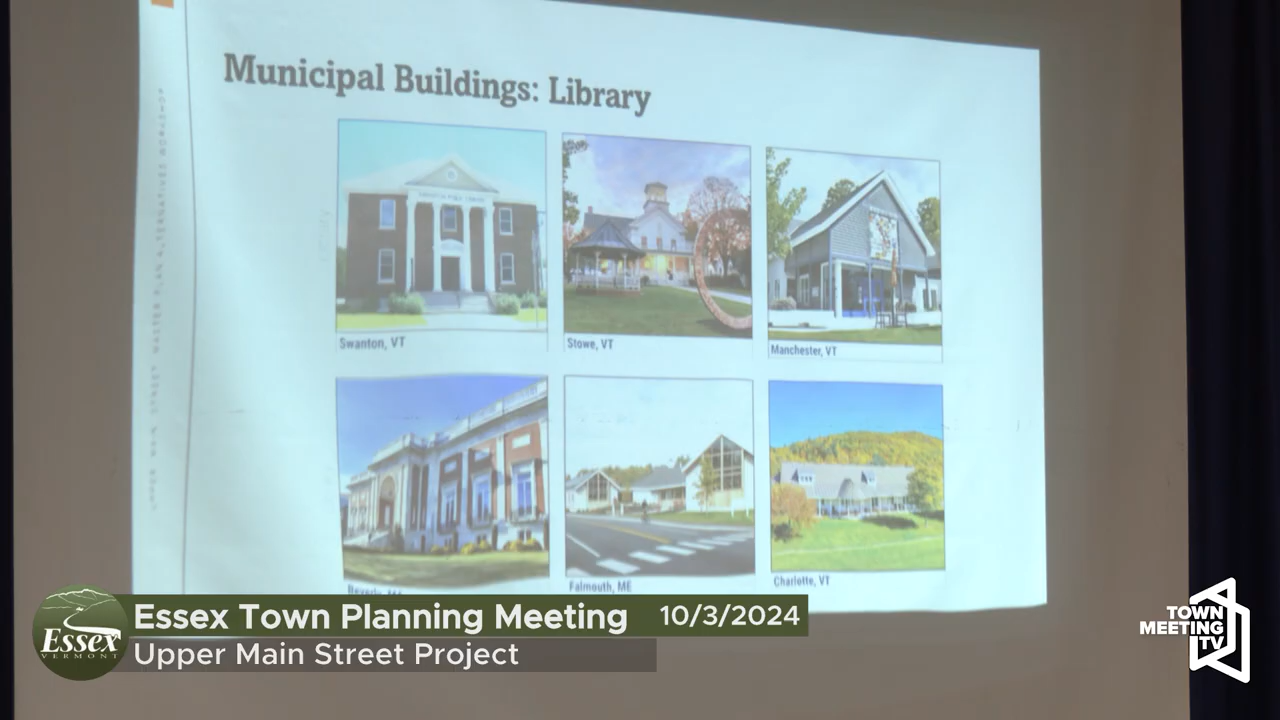 Municipal Buildings: Library
Swanton, VT
Stowe, VT
Manchester, VT
Falmouth, ME
Charlotte, VT
Essex Town Planning Meeting
10/3/2024
Upper Main Street Project
Essex
VERMONT
TOWN
MEETING
TV